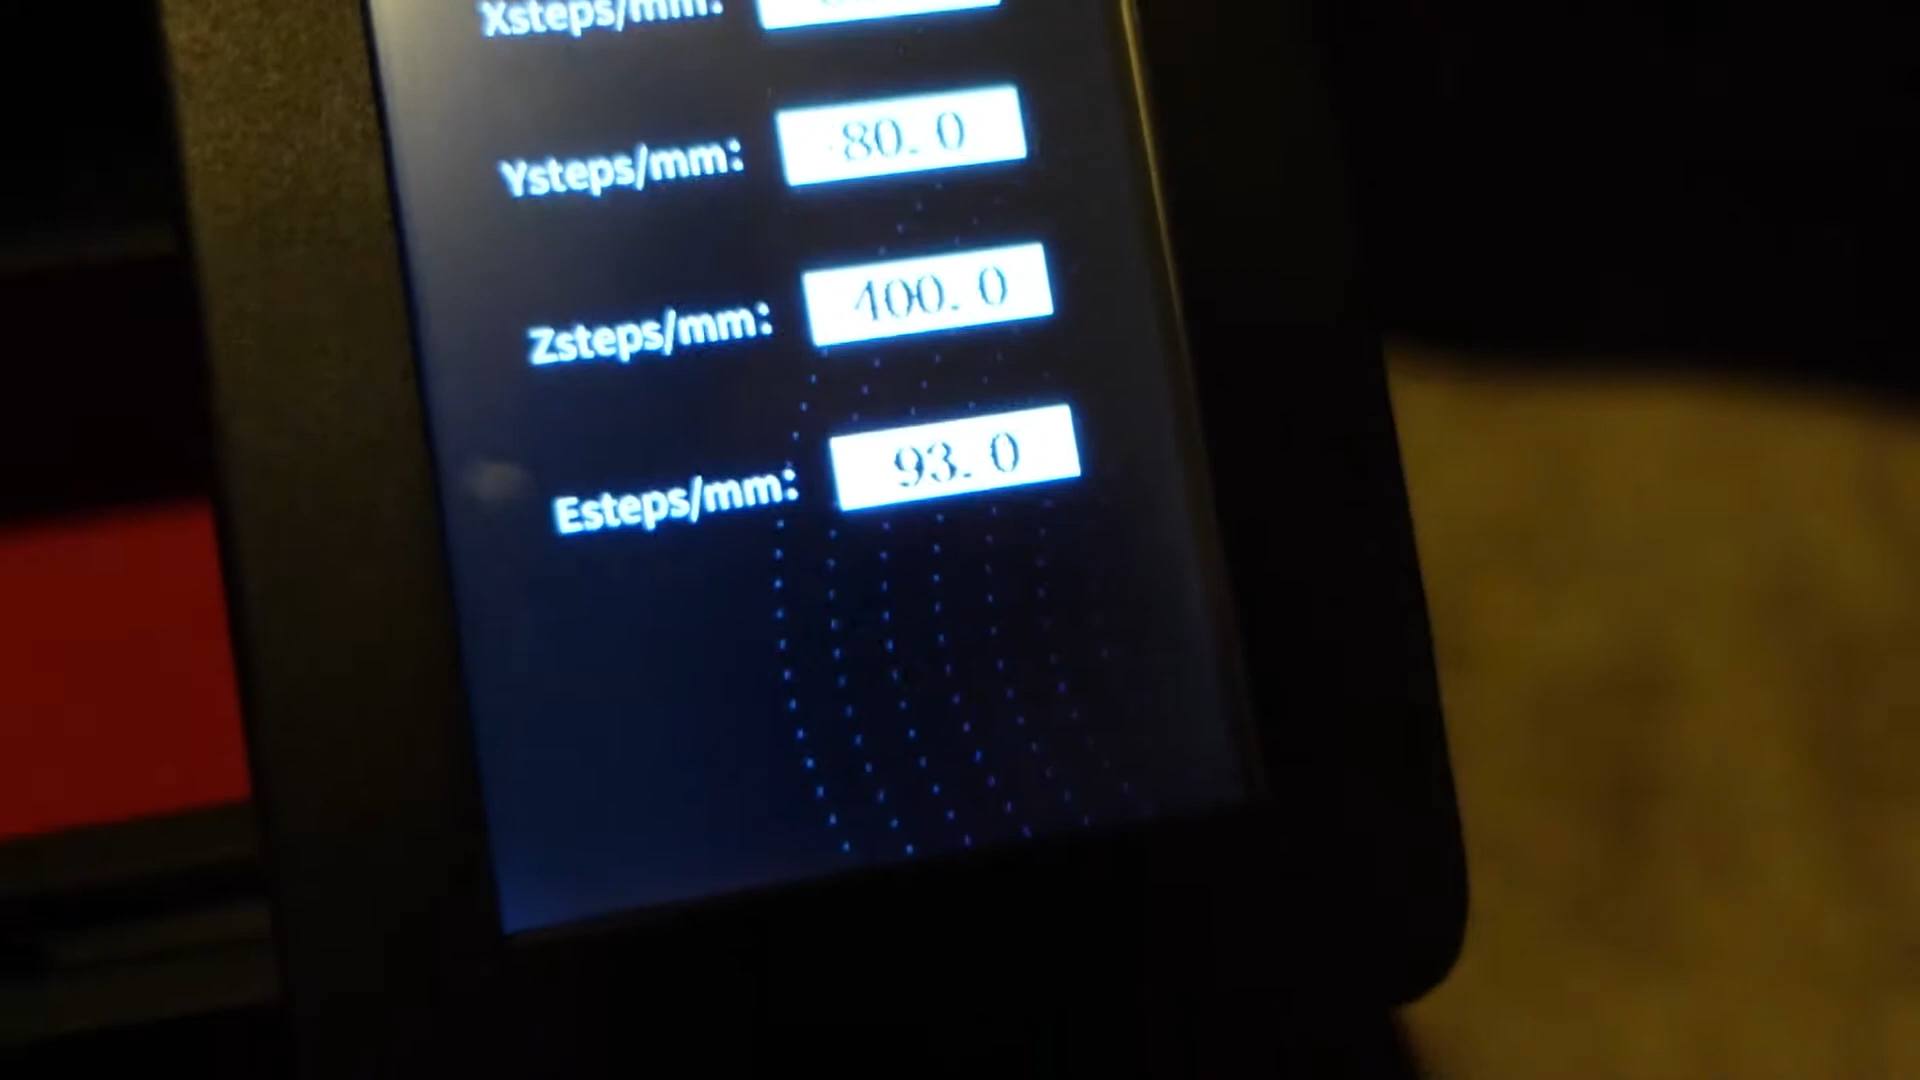 Xsteps/mm:
Ysteps/mm: 80. 0
Zsteps/mm: 400. 0
Esteps/mm: 93. 0